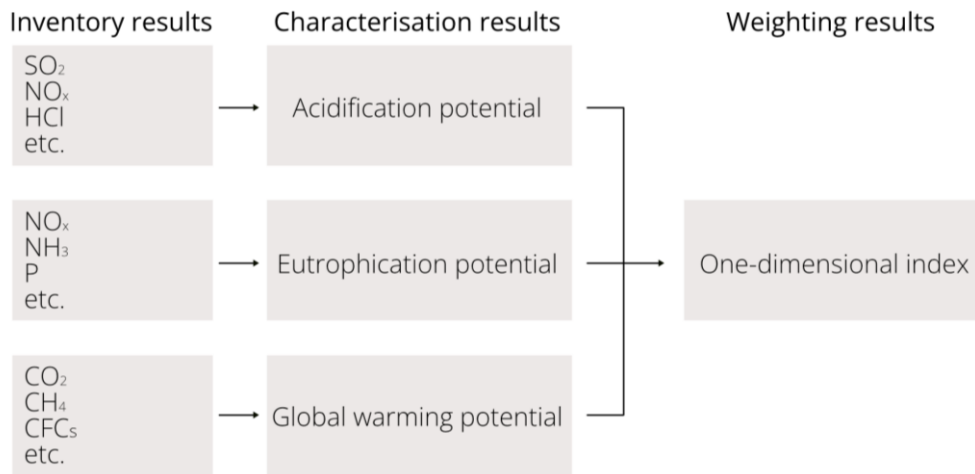 Inventory results
Characterisation results
Weighting results
SO₂
NOₓ
HCl
etc.
Acidification potential
NOₓ
NH₃
P
etc.
Eutrophication potential
One-dimensional index
CO₂
CH₄
CFCs
etc.
Global warming potential